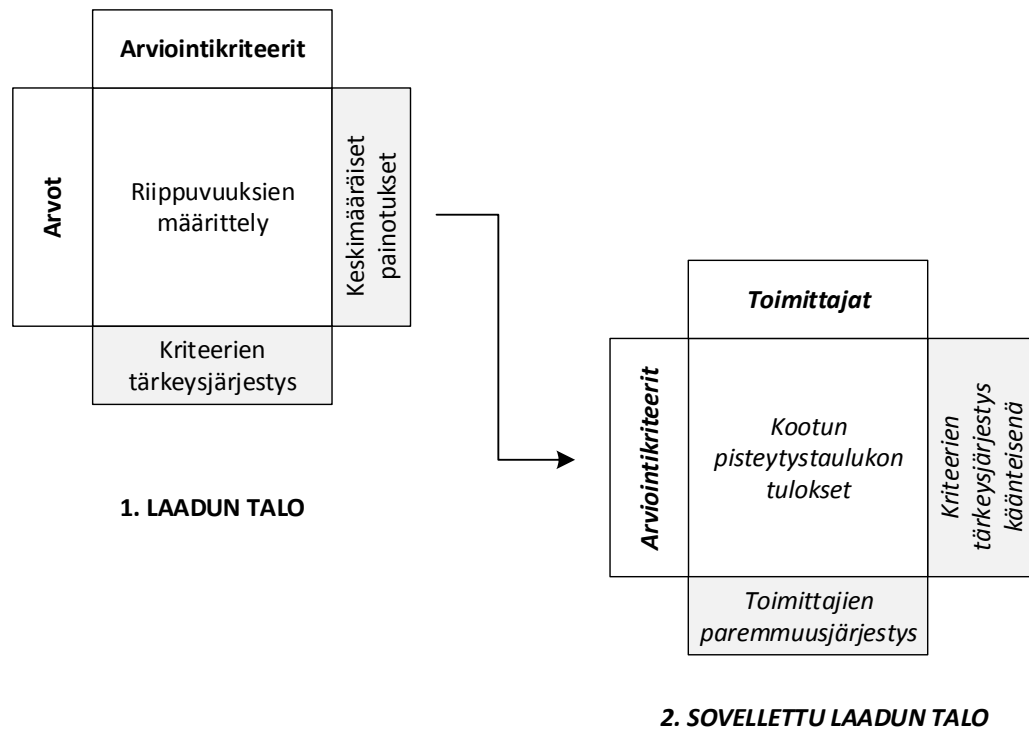 Arviointikriteerit
Arvot
Riippuvuuksien
määrittely
Keskimääräiset
painotukset
Kriteerien
tärkeysjärjestys
1. LAADUN TALO
Toimittajat
Arviointikriteerit
Kootun
pisteytystaulukon
tulokset
Kriteerien
tärkeysjärjestys
käänteisenä
Toimittajien
paremmuusjärjestys
2. SOVELLETTU LAADUN TALO